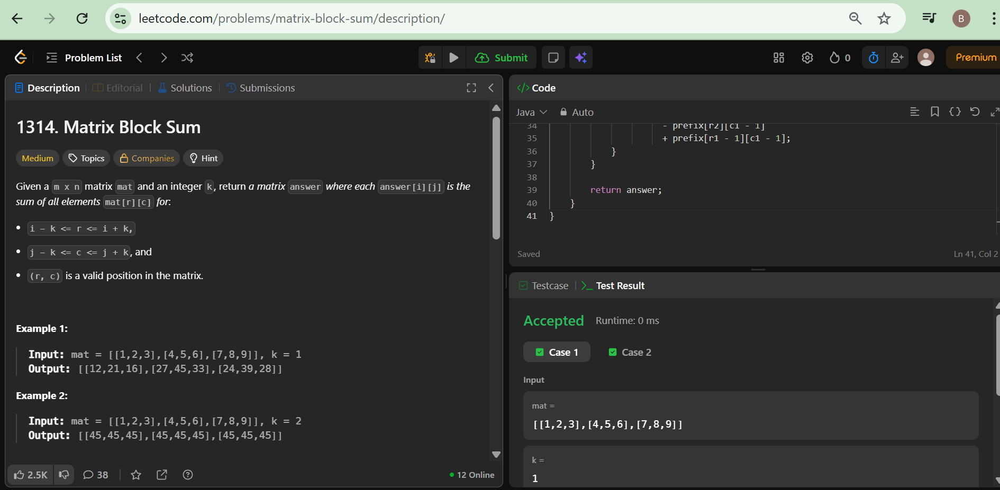 leetcode.com/problems/matrix-block-sum/description/
B
Problem List
Submit
0
Premium
Description | Editorial | Solutions | Submissions
1314. Matrix Block Sum
Medium Topics Companies Hint
Given a m x n matrix mat and an integer k, return a matrix answer where each answer[i][j] is the
sum of all elements mat[r][c] for:
• i - k <= r <= i + k,
• j - k <= c <= j + k, and
• (r, c) is a valid position in the matrix.
Example 1:
Input: mat = [[1,2,3],[4,5,6],[7,8,9]], k = 1
Output: [[12,21,16],[27,45,33],[24,39,28]]
Example 2:
Input: mat = [[1,2,3],[4,5,6],[7,8,9]], k = 2
Output: [[45,45,45],[45,45,45],[45,45,45]]
2.5K
38
12 Online
</> Code
Java Auto
34 - prefix[r2][c1 - 1]
35 + prefix[r1 - 1][c1 - 1];
36 }
37 }
38
39 return answer;
40 }
41 }
Saved Ln 41, Col 2
Testcase | >_ Test Result
Accepted Runtime: 0 ms
Case 1 Case 2
Input
mat =
[[1,2,3],[4,5,6],[7,8,9]]
k =
1